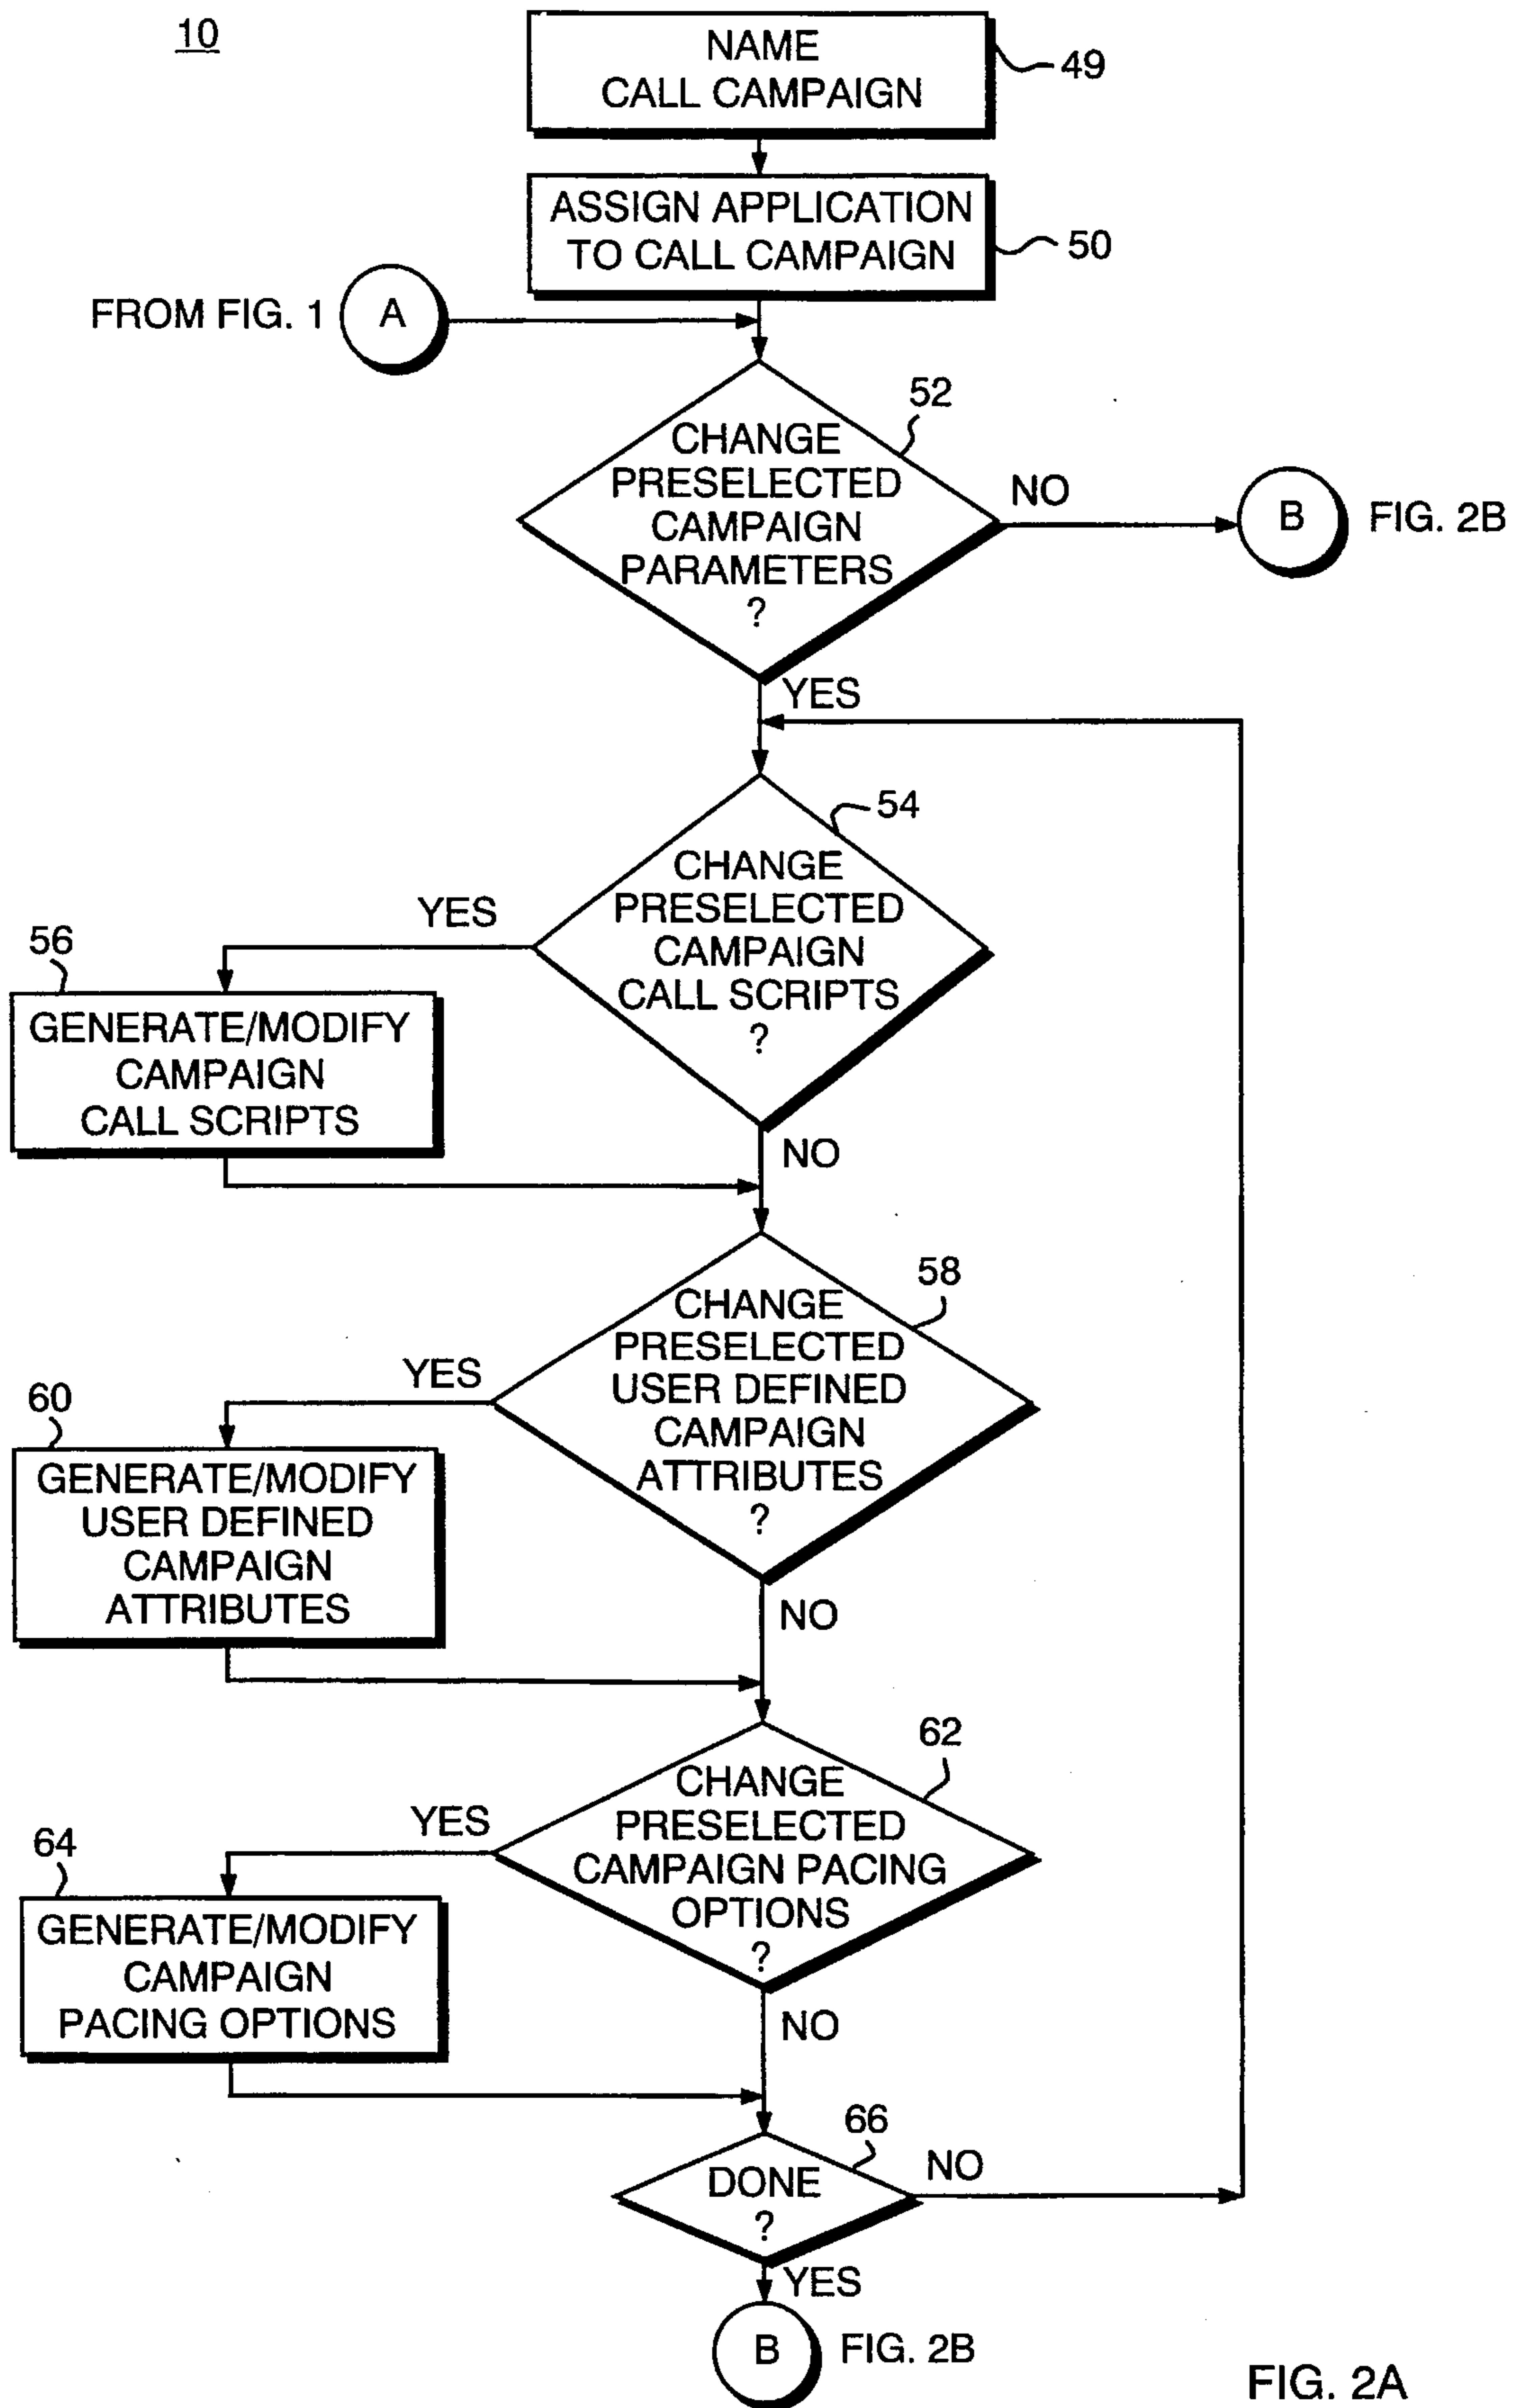 10
NAME
CALL CAMPAIGN
49
ASSIGN APPLICATION
TO CALL CAMPAIGN
50
FROM FIG. 1
A
52
CHANGE
PRESELECTED
CAMPAIGN
PARAMETERS
?
NO
B
FIG. 2B
YES
54
CHANGE
PRESELECTED
CAMPAIGN
CALL SCRIPTS
?
YES
56
GENERATE/MODIFY
CAMPAIGN
CALL SCRIPTS
NO
58
CHANGE
PRESELECTED
USER DEFINED
CAMPAIGN
ATTRIBUTES
?
YES
60
GENERATE/MODIFY
USER DEFINED
CAMPAIGN
ATTRIBUTES
NO
62
CHANGE
PRESELECTED
CAMPAIGN PACING
OPTIONS
?
YES
64
GENERATE/MODIFY
CAMPAIGN
PACING OPTIONS
NO
66
DONE
?
NO
YES
B
FIG. 2B
FIG. 2A